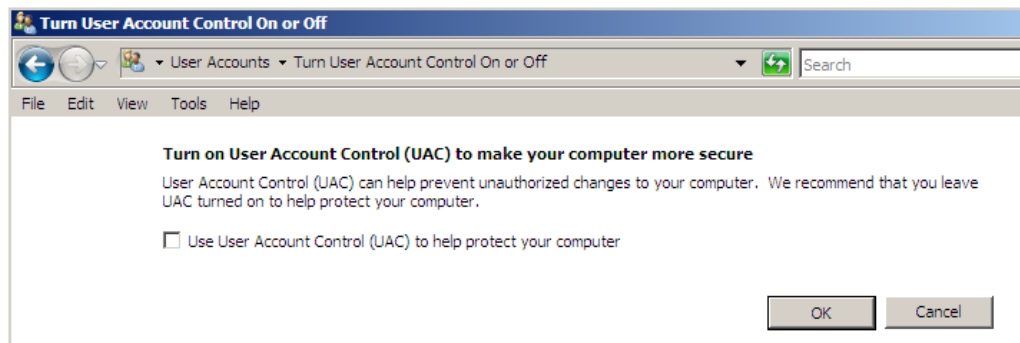 Turn User Account Control On or Off
User Accounts Turn User Account Control On or Off Search
File Edit View Tools Help
Turn on User Account Control (UAC) to make your computer more secure
User Account Control (UAC) can help prevent unauthorized changes to your computer. We recommend that you leave
UAC turned on to help protect your computer.
Use User Account Control (UAC) to help protect your computer
OK Cancel